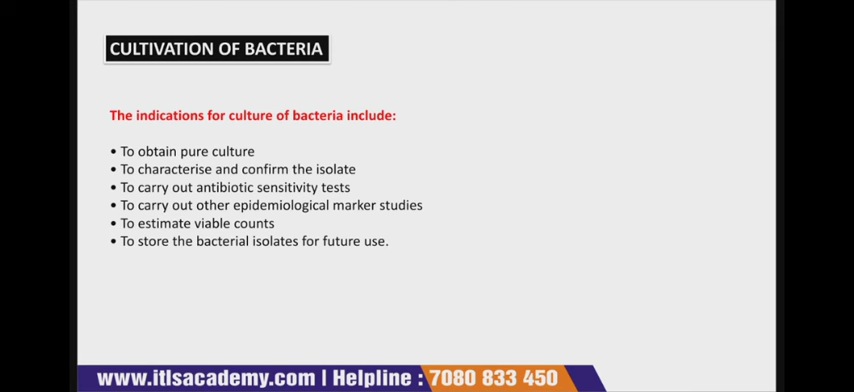 CULTIVATION OF BACTERIA
The indications for culture of bacteria include:
• To obtain pure culture
• To characterise and confirm the isolate
• To carry out antibiotic sensitivity tests
• To carry out other epidemiological marker studies
• To estimate viable counts
• To store the bacterial isolates for future use.
www.itlsacademy.com | Helpline : 7080 833 450